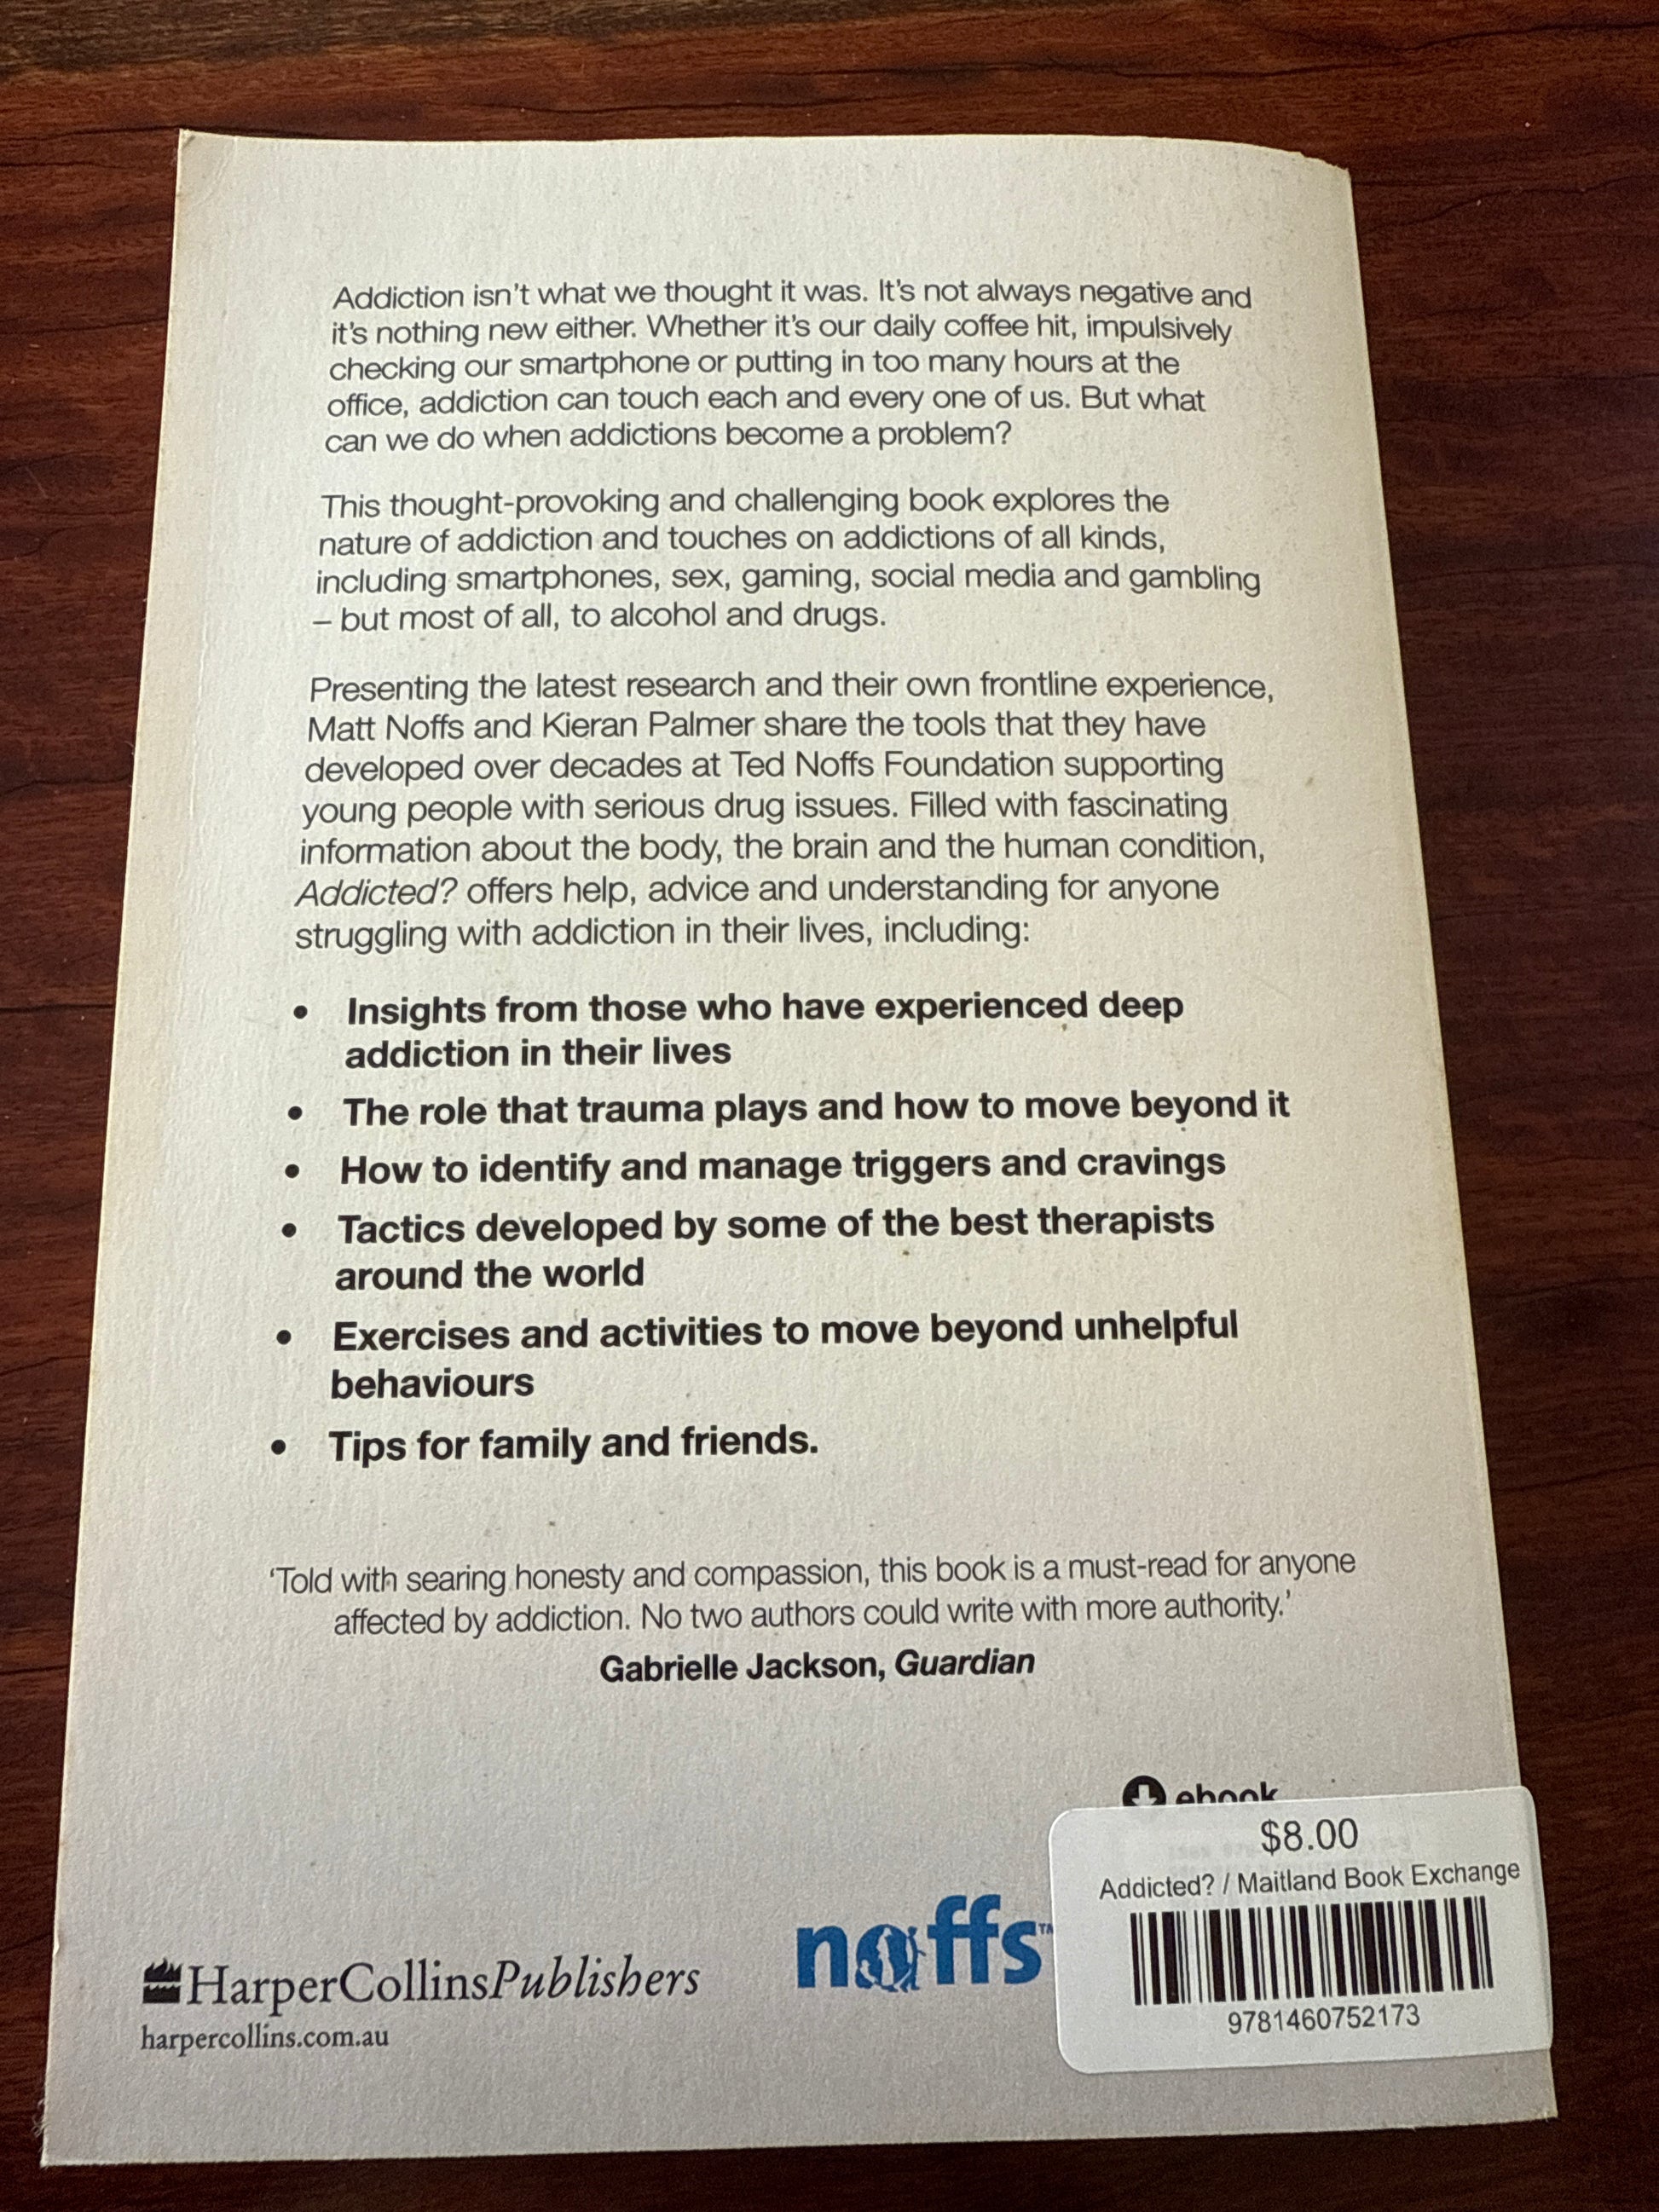 Addiction isn't what we thought it was. It's not always negative and
it's nothing new either. Whether it's our daily coffee hit, impulsively
checking our smartphone or putting in too many hours at the
office, addiction can touch each and every one of us. But what
can we do when addictions become a problem?
This thought-provoking and challenging book explores the
nature of addiction and touches on addictions of all kinds,
including smartphones, sex, gaming, social media and gambling
– but most of all, to alcohol and drugs.
Presenting the latest research and their own frontline experience,
Matt Noffs and Kieran Palmer share the tools that they have
developed over decades at Ted Noffs Foundation supporting
young people with serious drug issues. Filled with fascinating
information about the body, the brain and the human condition,
Addicted? offers help, advice and understanding for anyone
struggling with addiction in their lives, including:
• Insights from those who have experienced deep
addiction in their lives
• The role that trauma plays and how to move beyond it
• How to identify and manage triggers and cravings
• Tactics developed by some of the best therapists
around the world
• Exercises and activities to move beyond unhelpful
behaviours
• Tips for family and friends.
'Told with searing honesty and compassion, this book is a must-read for anyone
affected by addiction. No two authors could write with more authority.'
Gabrielle Jackson, Guardian
ebook
$8.00
Addicted? / Maitland Book Exchange
9781460752173
noffs™
HarperCollinsPublishers
harpercollins.com.au